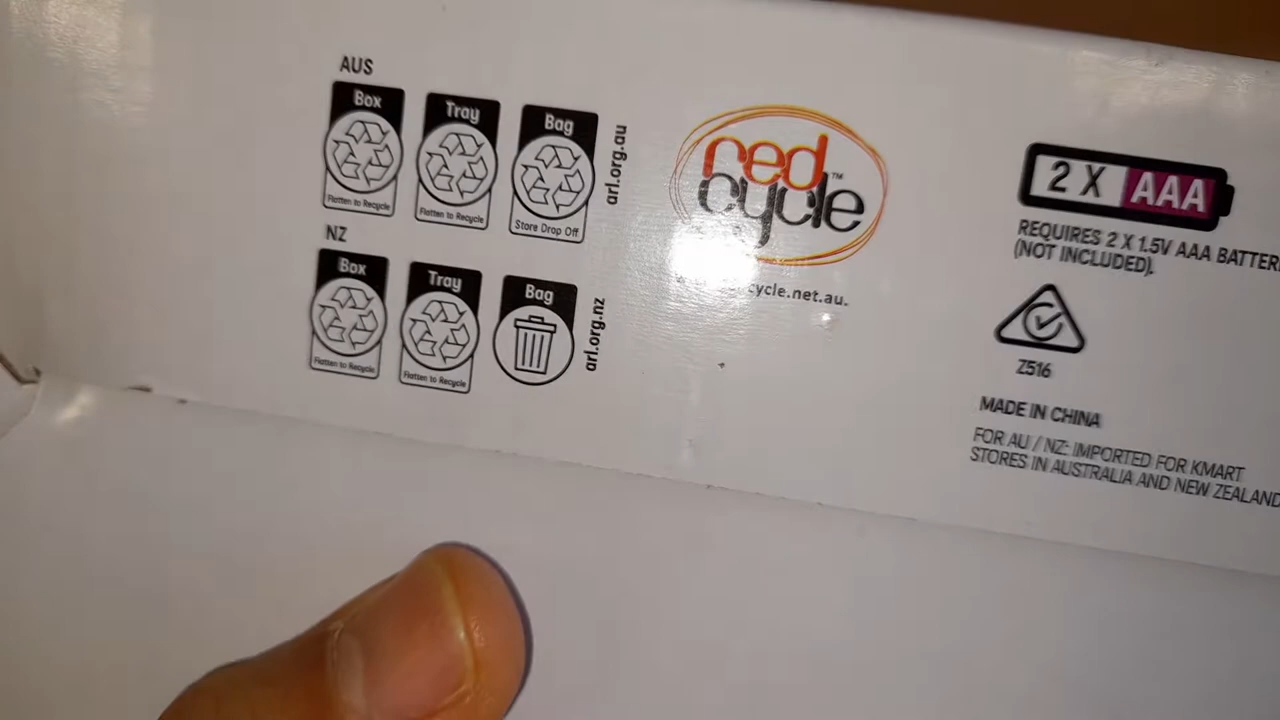 AUS
Box
Flatten to Recycle
Tray
Flatten to Recycle
Bag
Store Drop Off
arl.org.au
NZ
Box
Flatten to Recycle
Tray
Flatten to Recycle
Bag
arl.org.nz
red
cycle™
cycle.net.au.
2 X AAA
REQUIRES 2 X 1.5V AAA BATTER
(NOT INCLUDED).
Z516
MADE IN CHINA
FOR AU / NZ: IMPORTED FOR KMART
STORES IN AUSTRALIA AND NEW ZEALAND